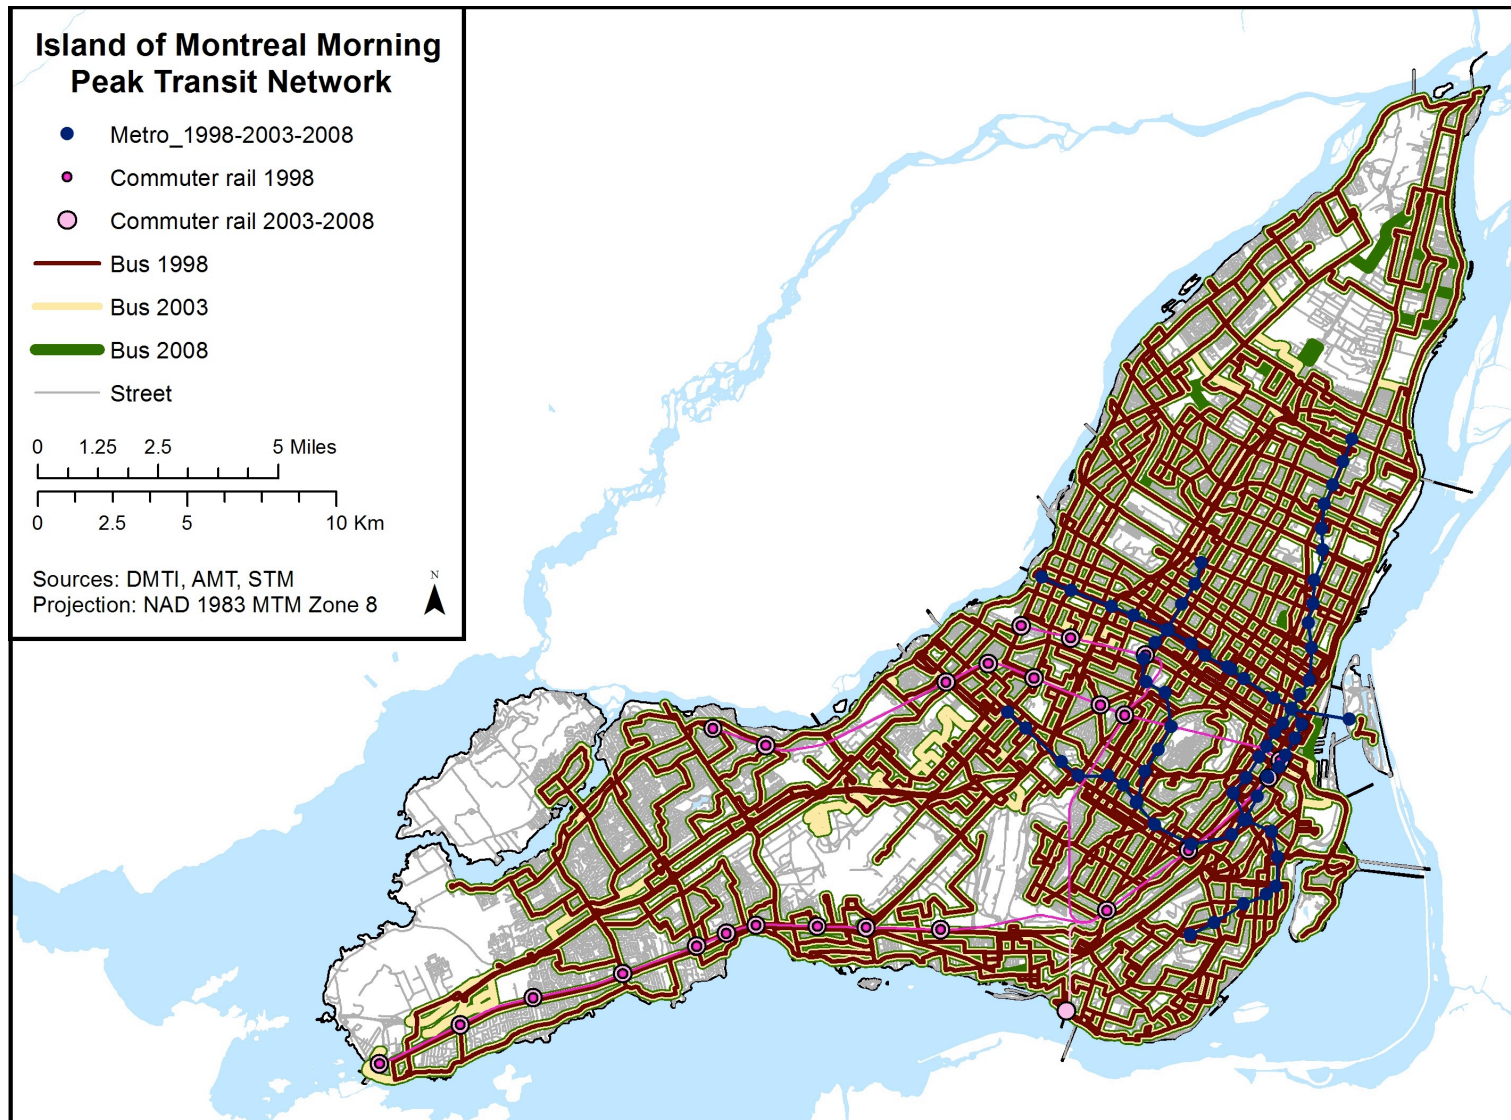 Island of Montreal Morning
Peak Transit Network
Metro_1998-2003-2008
Commuter rail 1998
Commuter rail 2003-2008
Bus 1998
Bus 2003
Bus 2008
Street
0 1.25 2.5 5 Miles
0 2.5 5 10 Km
Sources: DMTI, AMT, STM
Projection: NAD 1983 MTM Zone 8
N